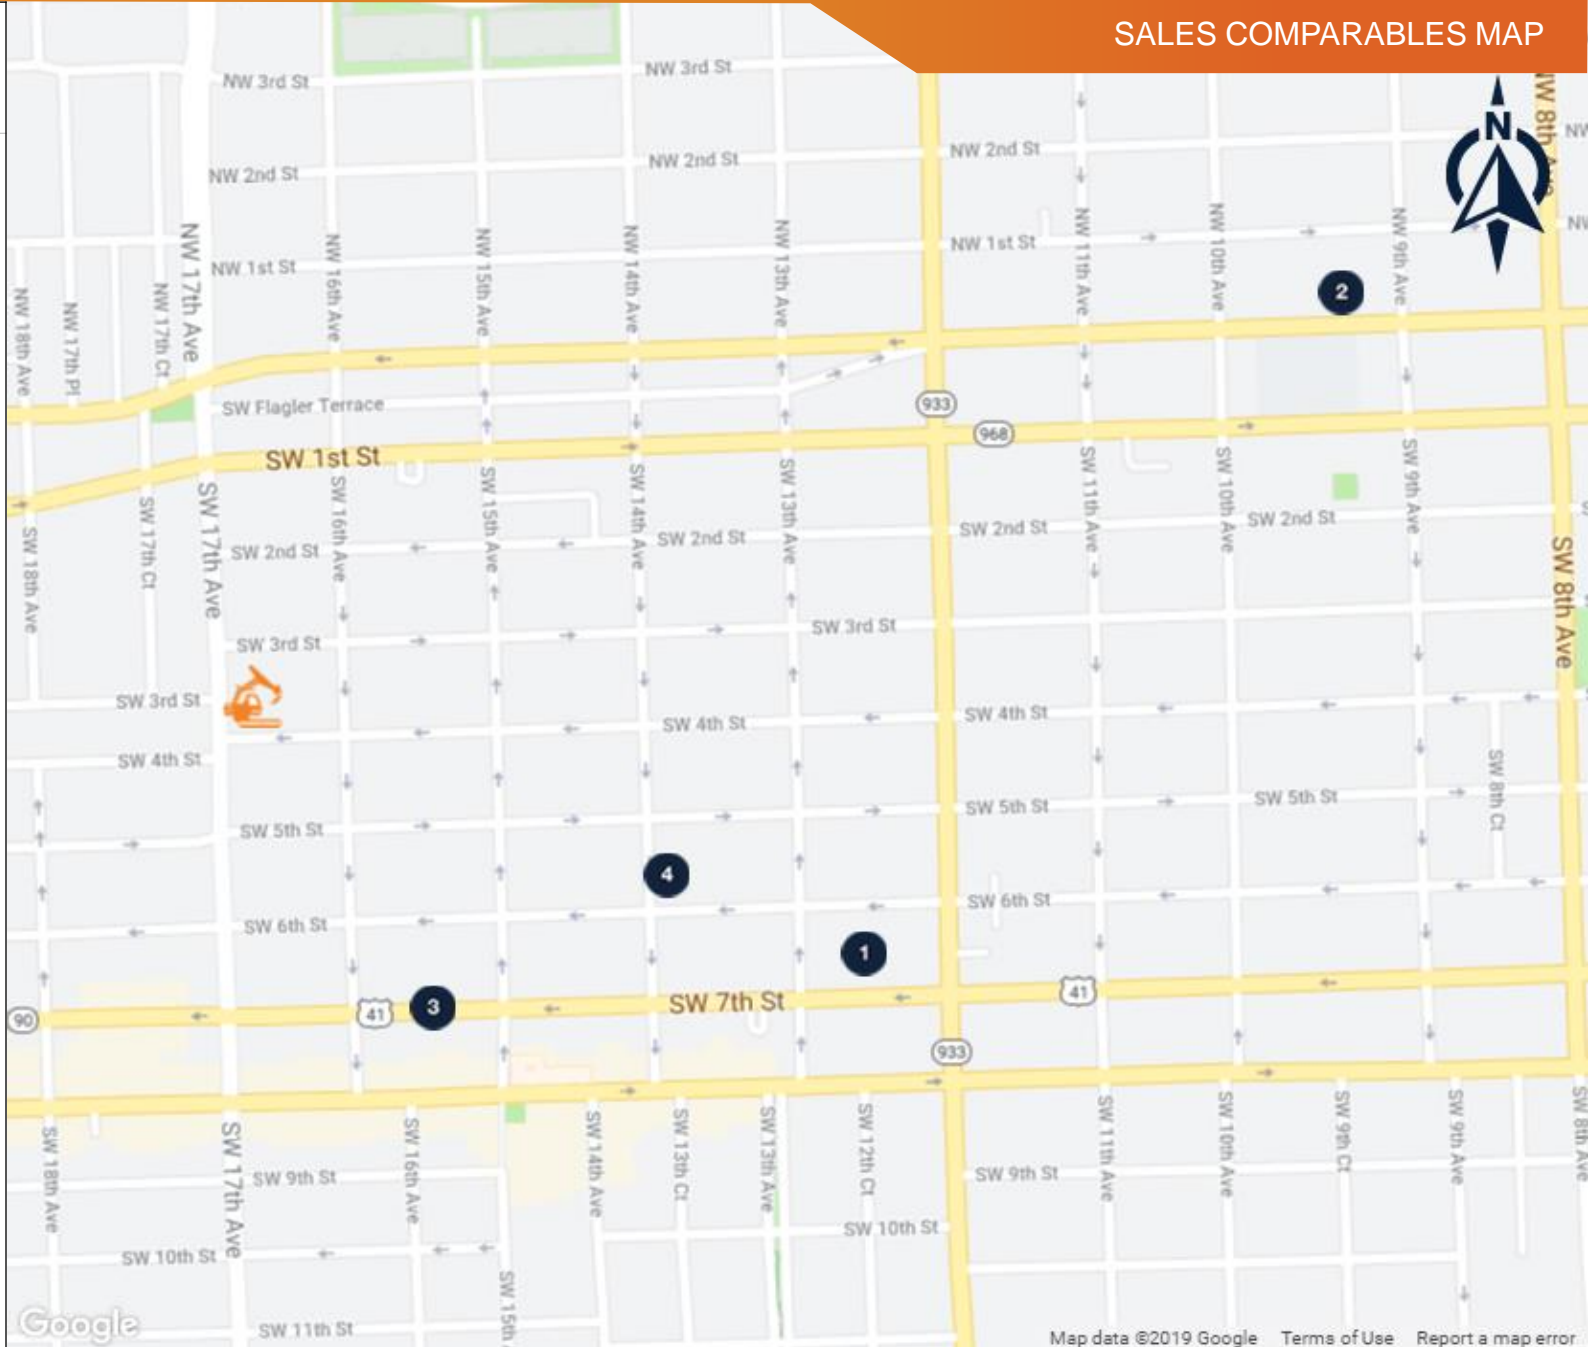 SALES COMPARABLES MAP
N
NW 8th Ave
NW 3rd St
NW 3rd St
NW 2nd St
NW 2nd St
NW 2nd St
NW
NW 1st St
NW 1st St
NW
NW 17th Ave
NW 16th Ave
NW 15th Ave
NW 14th Ave
NW 13th Ave
NW 11th Ave
NW 10th Ave
NW 9th Ave
NW 18th Ave
NW 17th Pl
NW 17th Ct
2
SW Flagler Terrace
933
968
SW 1st St
SW 18th Ave
SW 17th Ct
SW 17th Ave
SW 16th Ave
SW 15th Ave
SW 14th Ave
SW 13th Ave
SW 11th Ave
SW 10th Ave
SW 9th Ave
SW 8th Ave
SW 2nd St
SW 2nd St
SW 2nd St
SW 2nd St
SW 3rd St
SW 3rd St
SW 3rd St
SW 4th St
SW 4th St
SW 4th St
SW 8th Ct
SW 5th St
SW 5th St
SW 5th St
4
SW 6th St
SW 6th St
1
90
41
3
SW 7th St
41
933
SW 18th Ave
SW 17th Ave
SW 16th Ave
SW 15th
SW 14th Ave
SW 13th Ct
SW 13th Ave
SW 12th Ct
SW 11th Ave
SW 10th Ave
SW 9th Ct
SW 9th Ave
SW 8th Ave
SW 9th St
SW 9th St
SW 10th St
SW 10th St
SW 11th St
Google
Map data ©2019 Google Terms of Use Report a map error